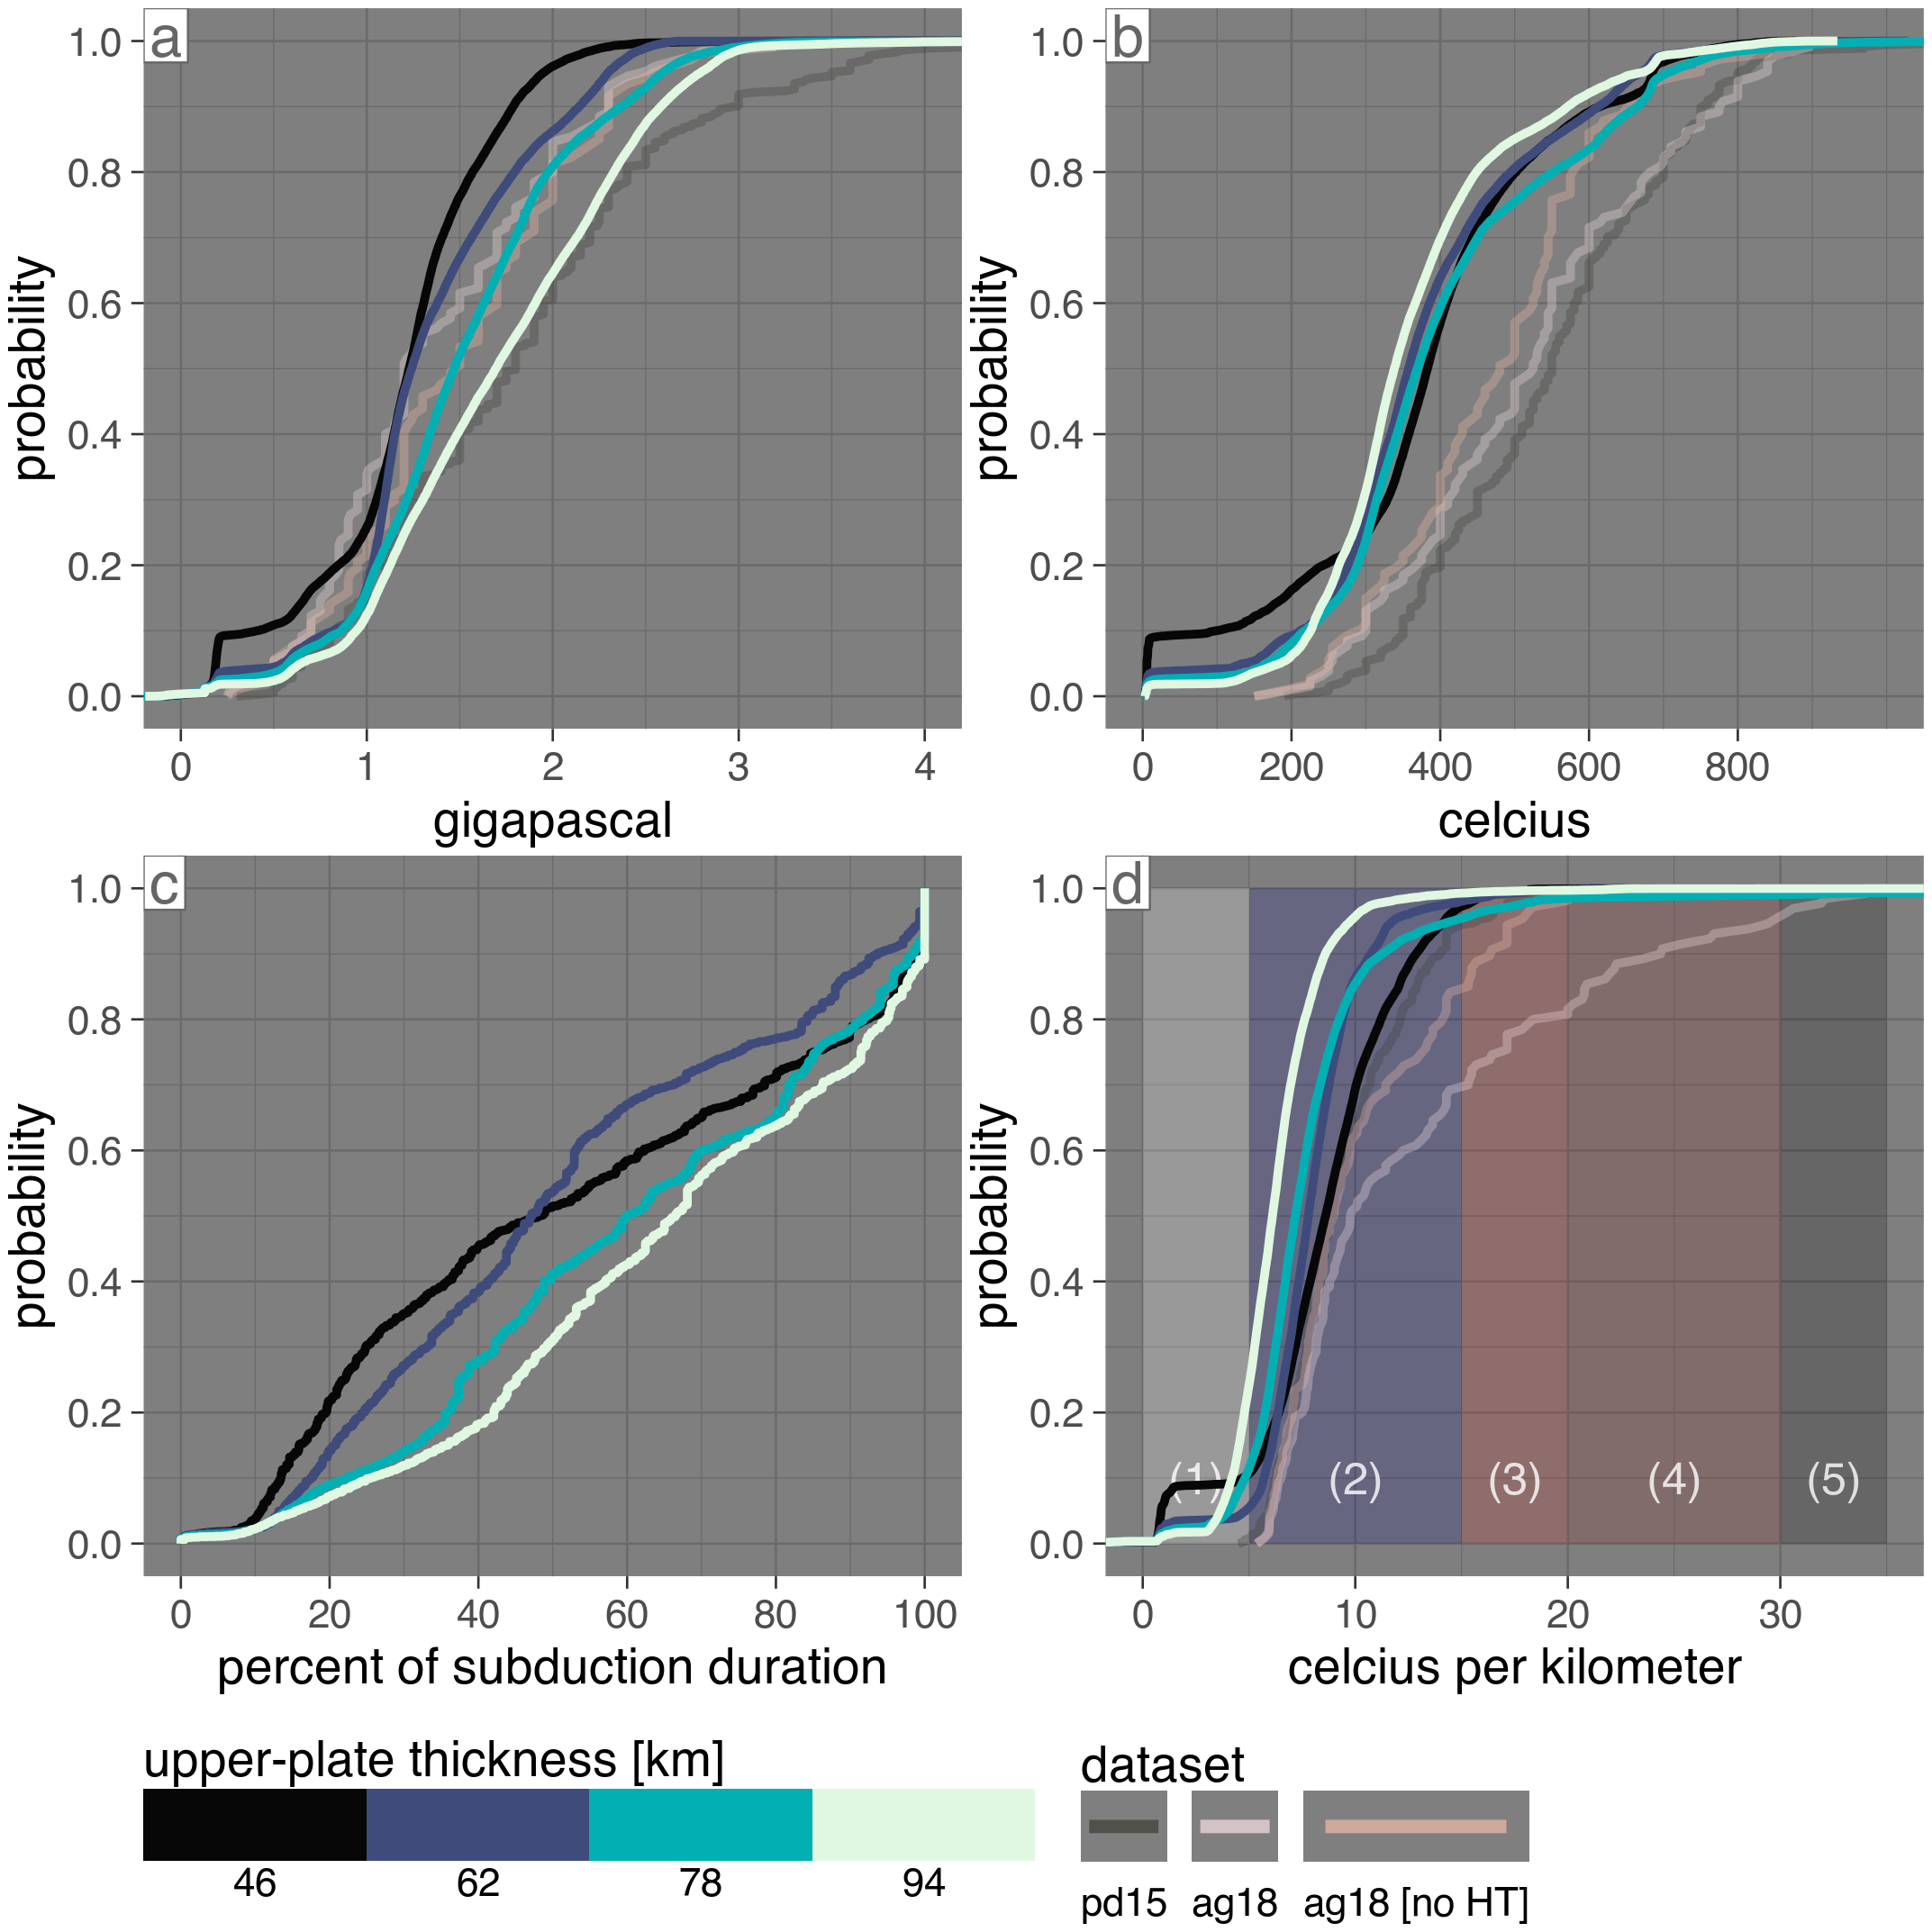 a
b
1.0
0.8
0.6
0.4
0.2
0.0
probability
0 1 2 3 4
gigapascal
1.0
0.8
0.6
0.4
0.2
0.0
probability
0 200 400 600 800
celcius
c
1.0
0.8
0.6
0.4
0.2
0.0
probability
0 20 40 60 80 100
percent of subduction duration
d
1.0
0.8
0.6
0.4
0.2
0.0
probability
(1) (2) (3) (4) (5)
0 10 20 30
celcius per kilometer
upper-plate thickness [km]
46 62 78 94
dataset
pd15 ag18 ag18 [no HT]